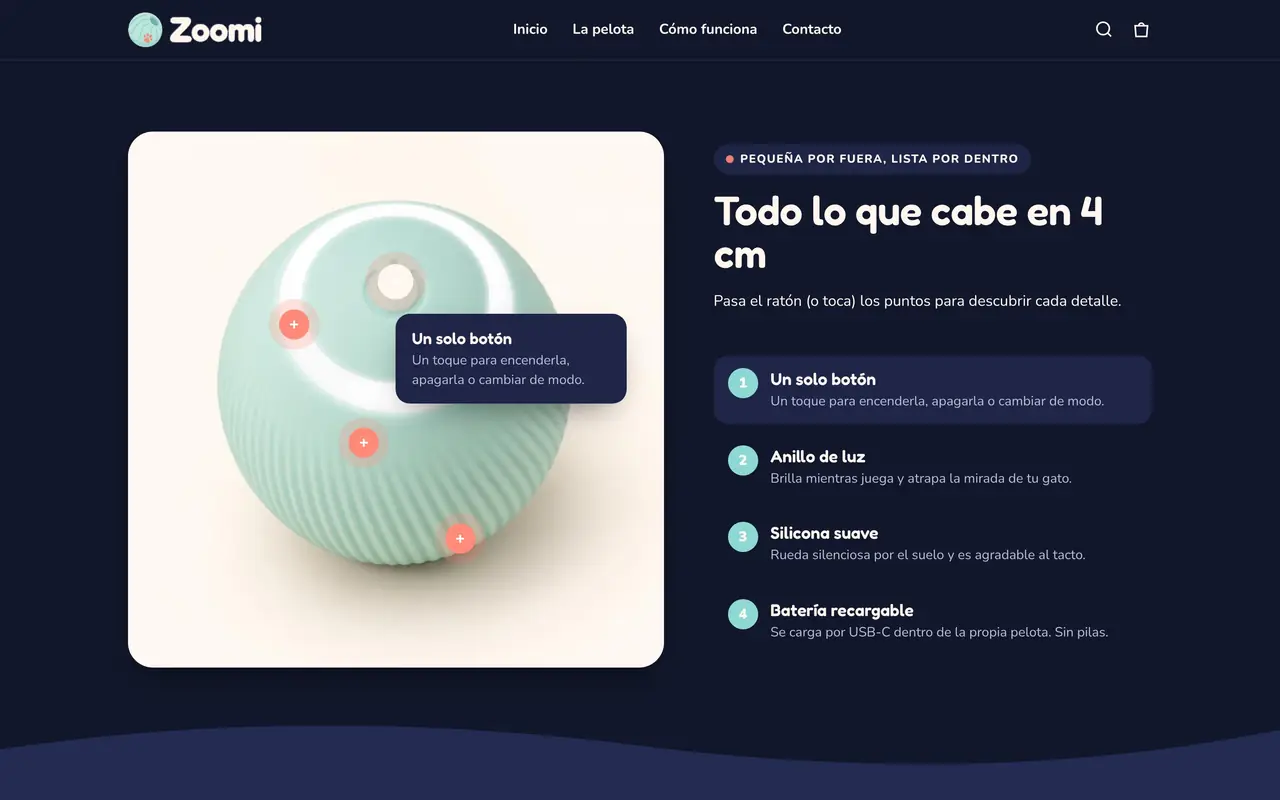 Zoomi
Inicio
La pelota
Cómo funciona
Contacto
+
+
+
Un solo botón
Un toque para encenderla,
apagarla o cambiar de modo.
PEQUEÑA POR FUERA, LISTA POR DENTRO
Todo lo que cabe en 4
cm
Pasa el ratón (o toca) los puntos para descubrir cada detalle.
1
Un solo botón
Un toque para encenderla, apagarla o cambiar de modo.
2
Anillo de luz
Brilla mientras juega y atrapa la mirada de tu gato.
3
Silicona suave
Rueda silenciosa por el suelo y es agradable al tacto.
4
Batería recargable
Se carga por USB-C dentro de la propia pelota. Sin pilas.